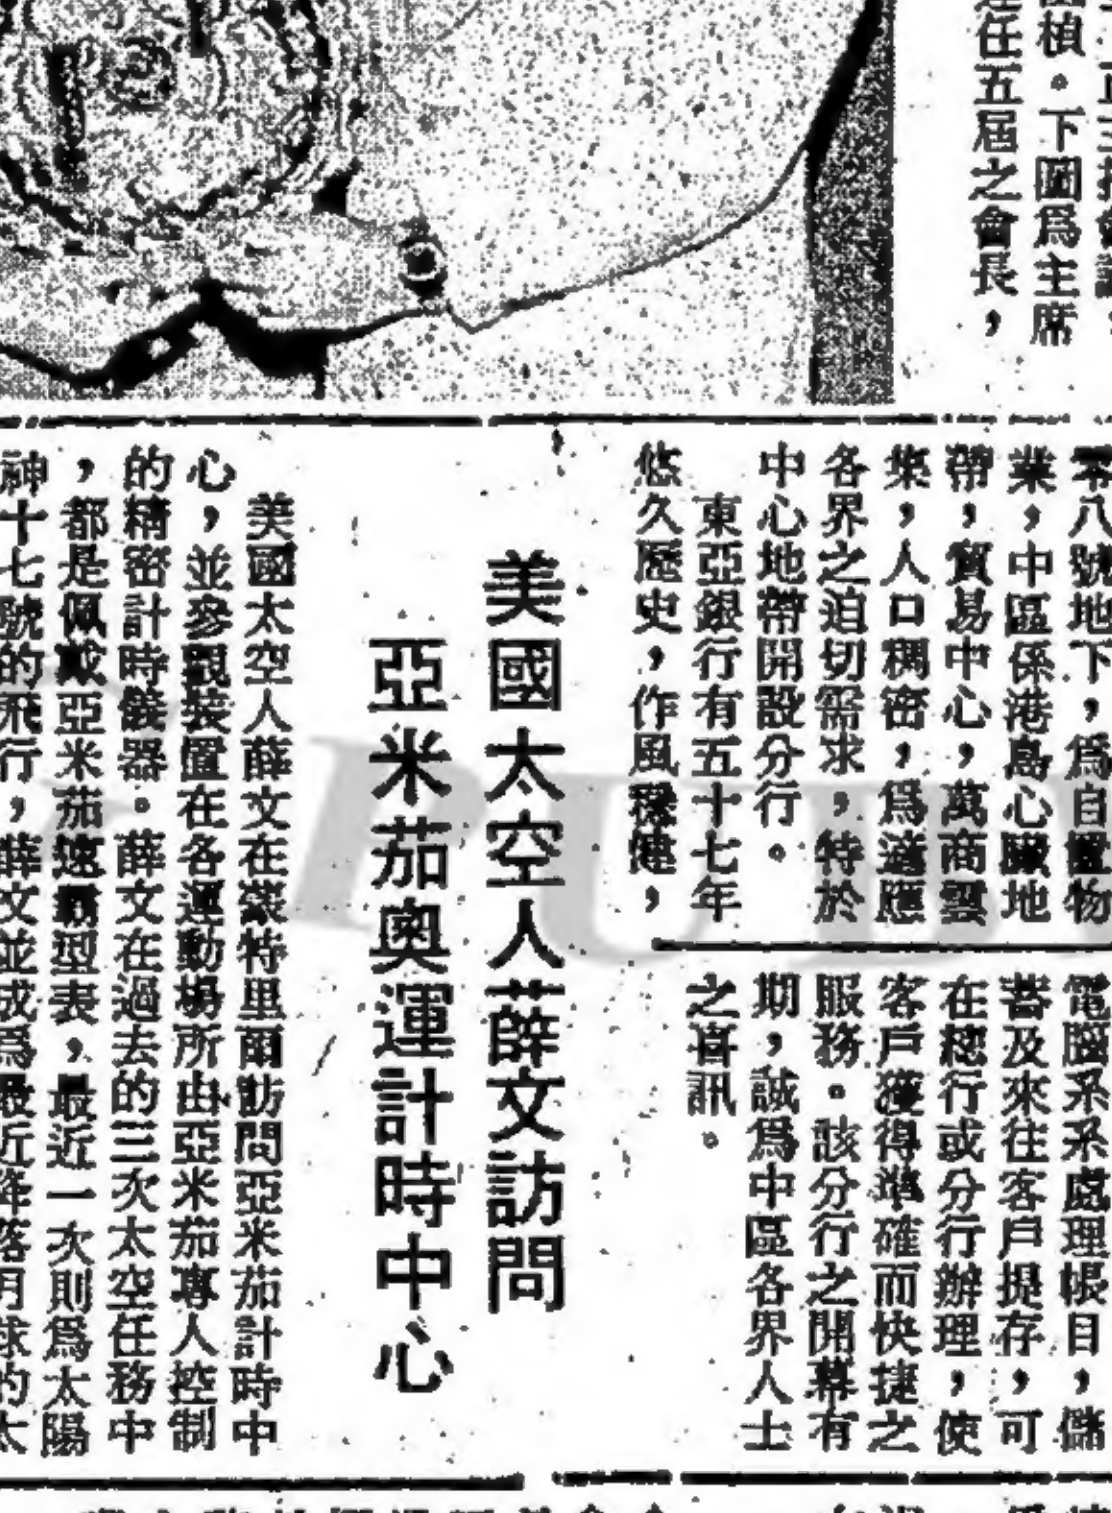 楨。下圖爲主席
任五屆之會長，
零八號地下，爲自置物
業，中區係港島心臟地
帶，貿易中心，萬商雲
集，人口稠密，爲適應
各界之迫切需求，特於
中心地帶開設分行。
東亞銀行有五十七年
悠久歷史，作風穩健，
電腦系系處理帳目，儲
蓄及來往客戶提存，可
在總行或分行辦理，使
客戶獲得準確而快捷之
服務。該分行之開幕有
期，誠爲中區各界人士
之喜訊。
美國太空人薛文訪問
亞米茄奧運計時中心
美國太空人薛文在滿特里爾訪問亞米茄計時中
心，並參觀裝置在各運動場所由亞米茄專人控制
的精密計時儀器。薛文在過去的三次太空任務中
，都是佩戴亞米茄速霸型表，最近一次則爲太陽
神十七號的飛行，薛文並成爲最近降落月球的太